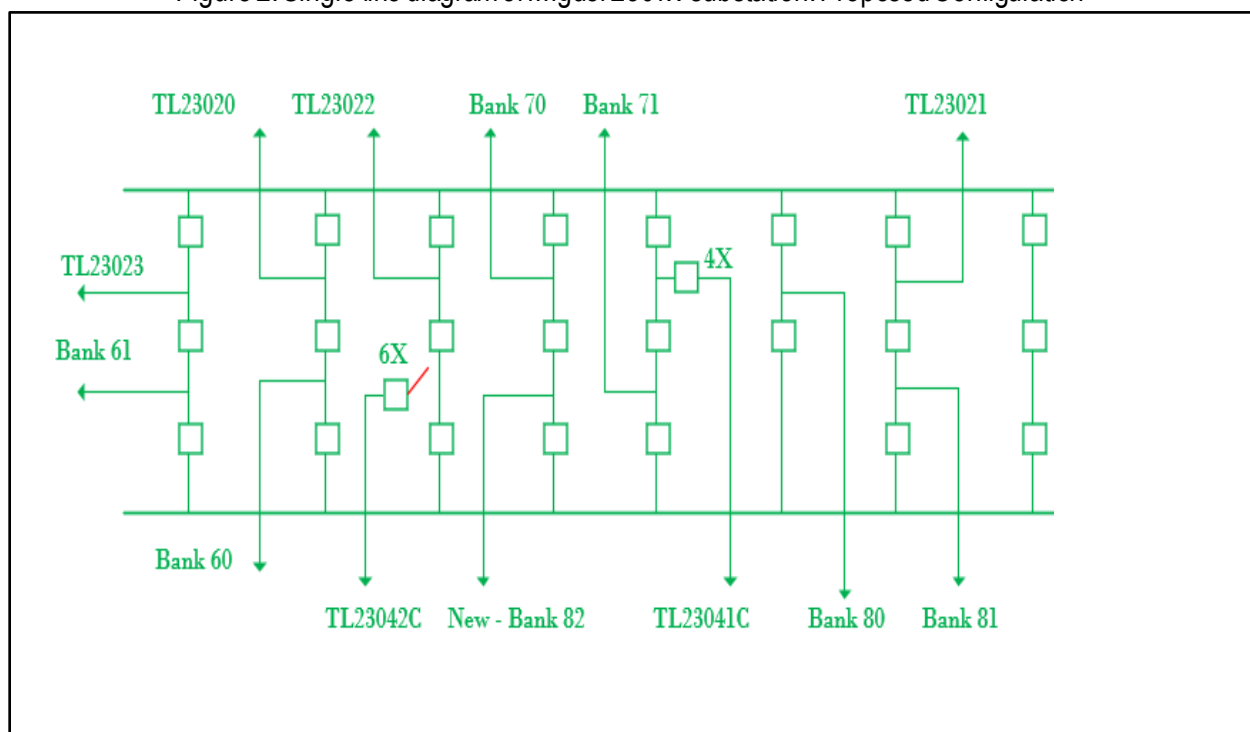 TL23020 TL23022 Bank 70 Bank 71 TL23021
4X
TL23023
Bank 61
6X
Bank 60
TL23042C New - Bank 82 TL23041C Bank 80 Bank 81